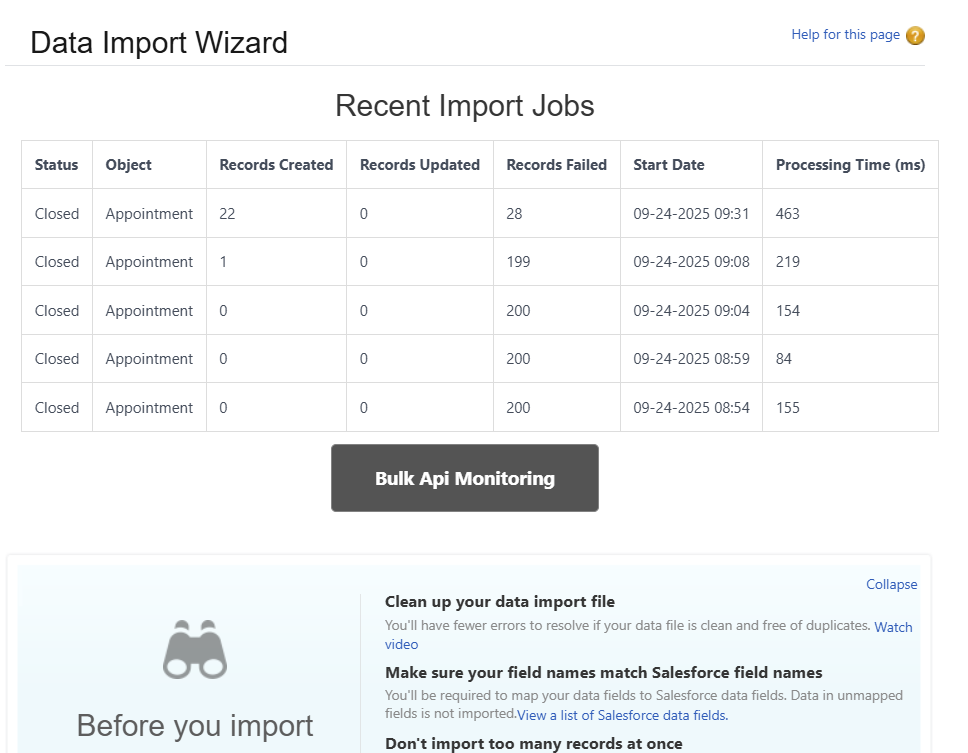 Data Import Wizard
Help for this page ?
Recent Import Jobs
Status Object Records Created Records Updated Records Failed Start Date Processing Time (ms)
Closed Appointment 22 0 28 09-24-2025 09:31 463
Closed Appointment 1 0 199 09-24-2025 09:08 219
Closed Appointment 0 0 200 09-24-2025 09:04 154
Closed Appointment 0 0 200 09-24-2025 08:59 84
Closed Appointment 0 0 200 09-24-2025 08:54 155
Bulk Api Monitoring
Collapse
Before you import
Clean up your data import file
You'll have fewer errors to resolve if your data file is clean and free of duplicates. Watch
video
Make sure your field names match Salesforce field names
You'll be required to map your data fields to Salesforce data fields. Data in unmapped
fields is not imported.View a list of Salesforce data fields.
Don't import too many records at once